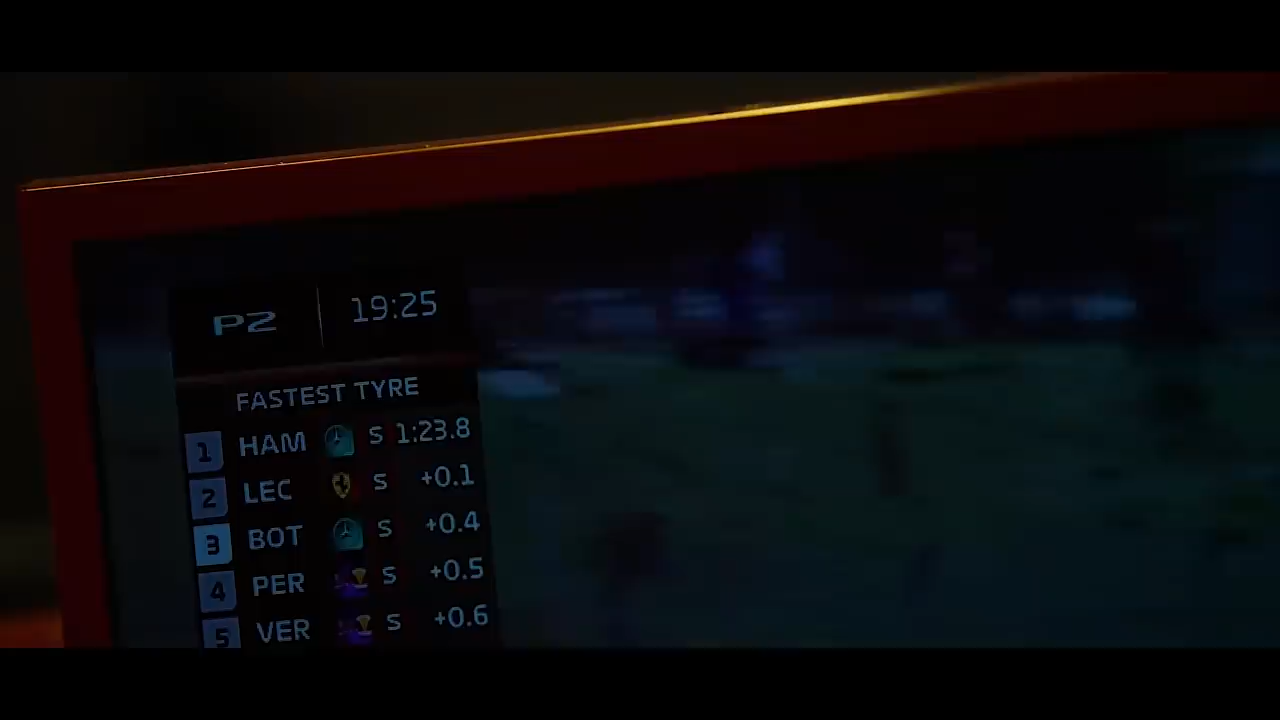 P2 19:25
FASTEST TYRE
1 HAM S 1:23.8
2 LEC S +0.1
3 BOT S +0.4
4 PER S +0.5
5 VER S +0.6